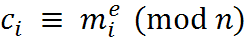 cᵢ ≡ mᵢᵉ (mod n)